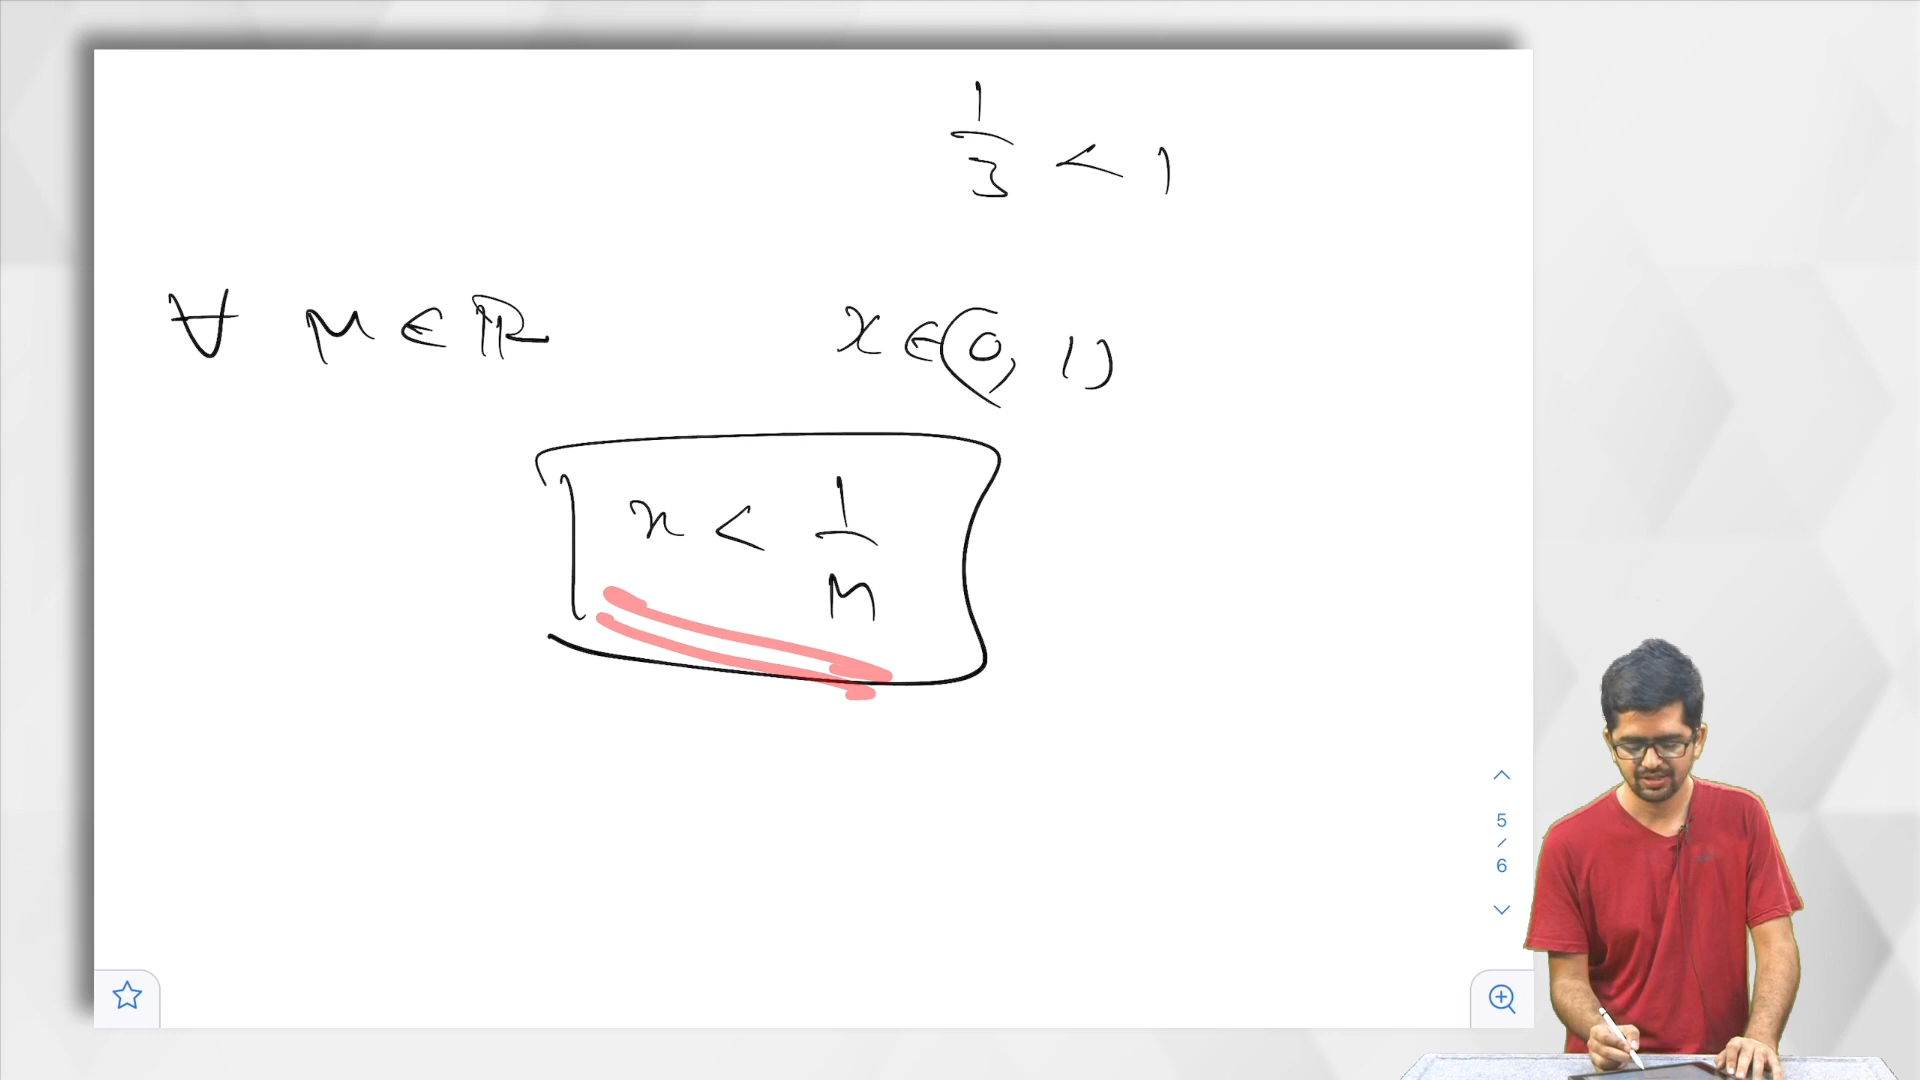 1/3 < 1
∀ M ∈ ℝ x ∈ (0, 1)
x < 1/M
5
/
6